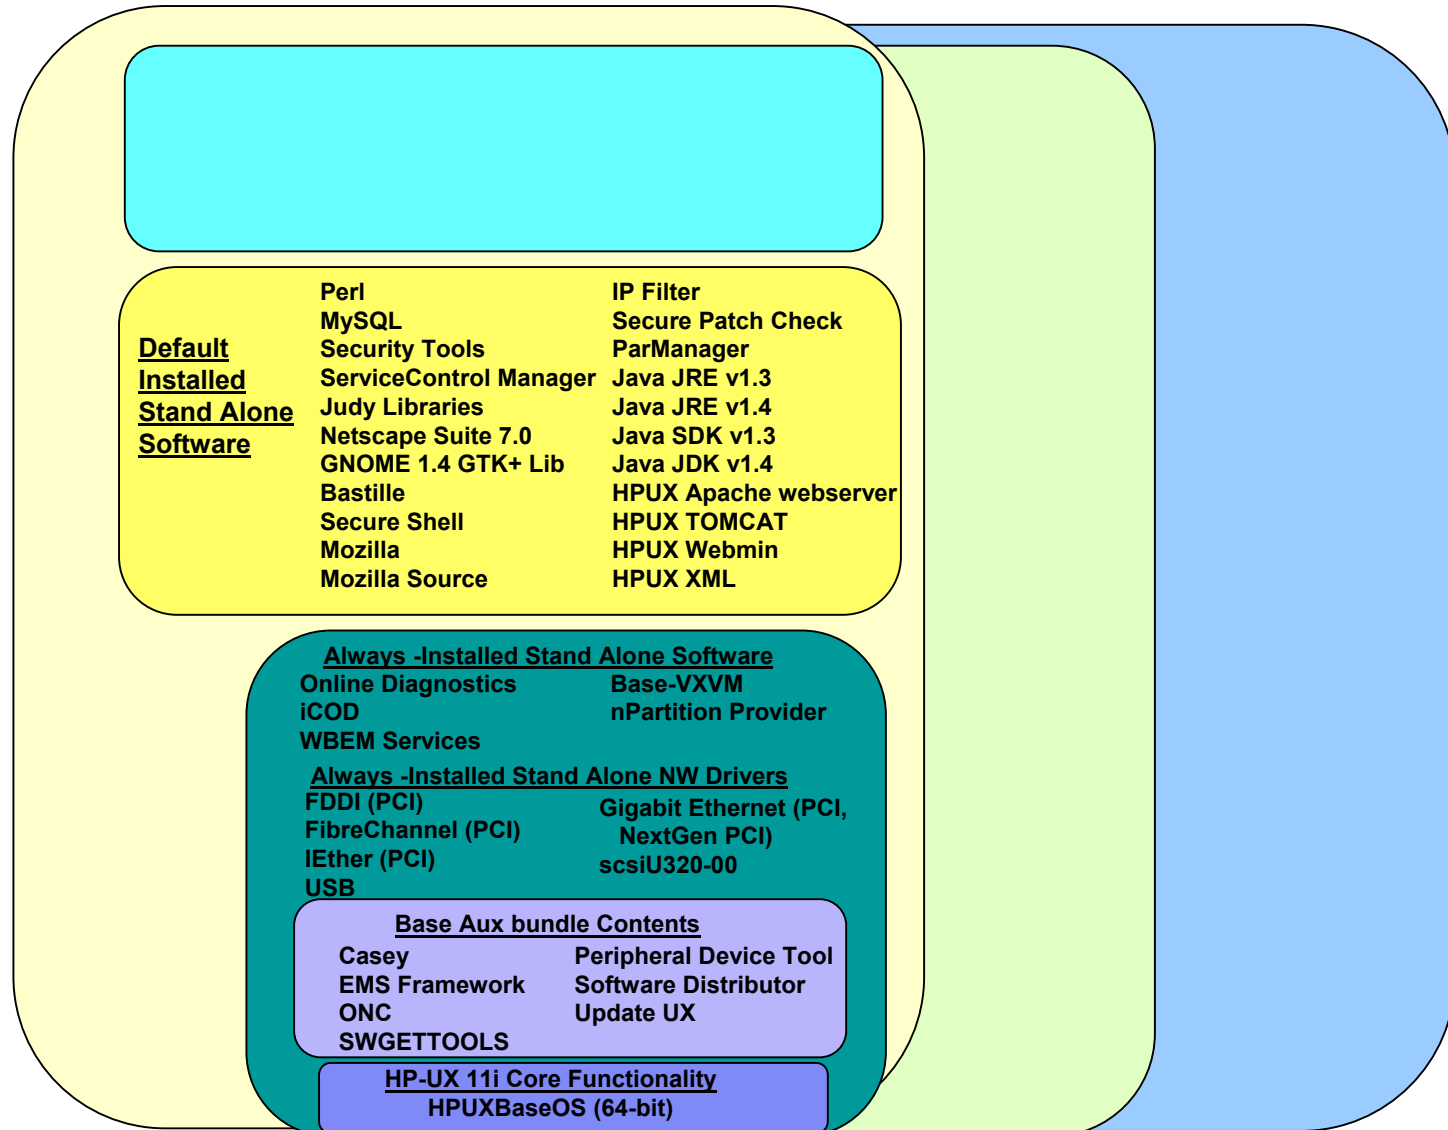 Default
Installed
Stand Alone
Software
Perl
MySQL
Security Tools
ServiceControl Manager
Judy Libraries
Netscape Suite 7.0
GNOME 1.4 GTK+ Lib
Bastille
Secure Shell
Mozilla
Mozilla Source
IP Filter
Secure Patch Check
ParManager
Java JRE v1.3
Java JRE v1.4
Java SDK v1.3
Java JDK v1.4
HPUX Apache webserver
HPUX TOMCAT
HPUX Webmin
HPUX XML
Always -Installed Stand Alone Software
Online Diagnostics
iCOD
WBEM Services
Base-VXVM
nPartition Provider
Always -Installed Stand Alone NW Drivers
FDDI (PCI)
FibreChannel (PCI)
IEther (PCI)
USB
Gigabit Ethernet (PCI,
NextGen PCI)
scsiU320-00
Base Aux bundle Contents
Casey
EMS Framework
ONC
SWGETTOOLS
Peripheral Device Tool
Software Distributor
Update UX
HP-UX 11i Core Functionality
HPUXBaseOS (64-bit)